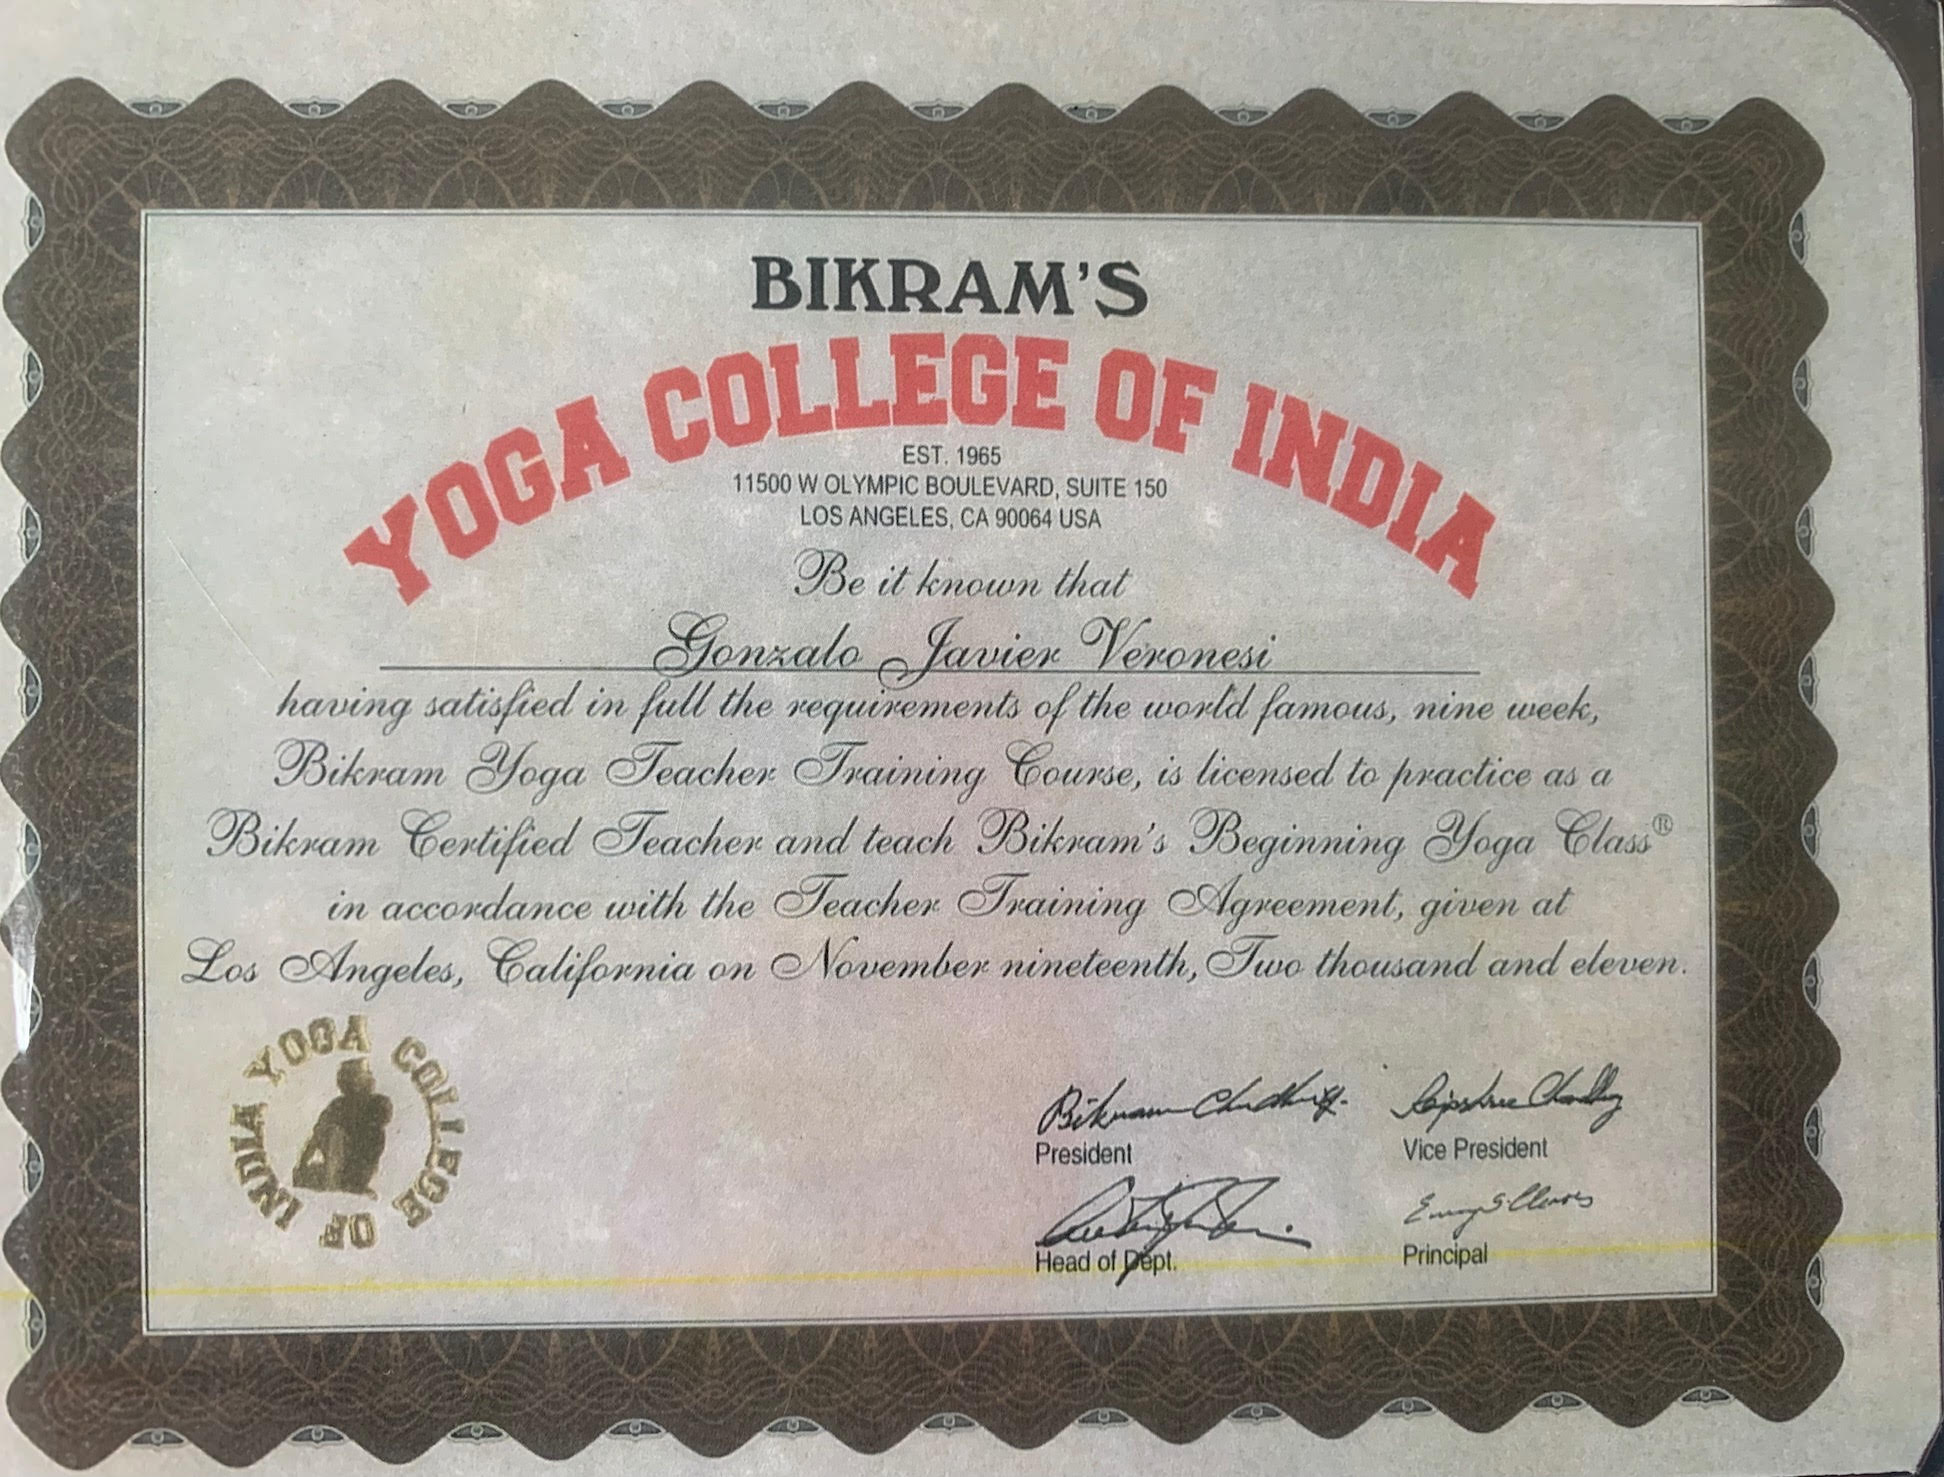 BIKRAM'S
YOGA COLLEGE OF INDIA
EST. 1965
11500 W OLYMPIC BOULEVARD, SUITE 150
LOS ANGELES, CA 90064 USA
Be it known that
Gonzalo Javier Veronesi
having satisfied in full the requirements of the world famous, nine week,
Bikram Yoga Teacher Training Course, is licensed to practice as a
Bikram Certified Teacher and teach Bikram's Beginning Yoga Class®
in accordance with the Teacher Training Agreement, given at
Los Angeles, California on November nineteenth, Two thousand and eleven.
YOGA COLLEGE OF INDIA
Bikram Choudhury
Rajshree Choudhury
President
Vice President
Head of Dept.
Principal